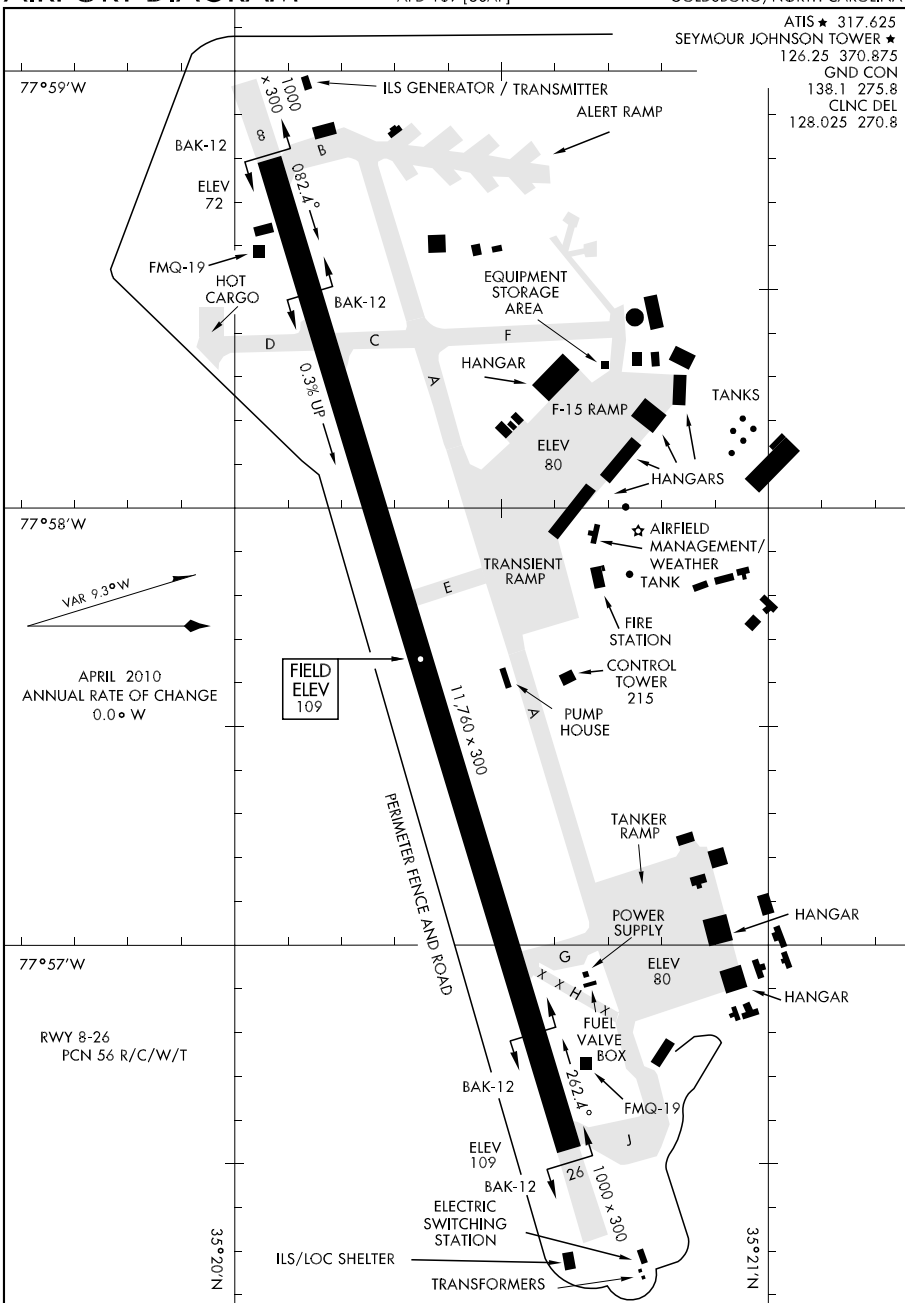 AIRPORT DIAGRAM
ATIS ★ 317.625
SEYMOUR JOHNSON TOWER ★
126.25 370.875
GND CON
138.1 275.8
CLNC DEL
128.025 270.8
77°59'W
1000 x 300
ILS GENERATOR / TRANSMITTER
ALERT RAMP
8
B
BAK-12
ELEV
72
082.4°
FMQ-19
HOT
CARGO
BAK-12
EQUIPMENT
STORAGE
AREA
D
C
F
A
HANGAR
0.3% UP
F-15 RAMP
TANKS
ELEV
80
HANGARS
77°58'W
AIRFIELD
MANAGEMENT/
WEATHER
TRANSIENT
RAMP
TANK
E
VAR 9.3° W
FIRE
STATION
FIELD
ELEV
109
CONTROL
TOWER
215
APRIL 2010
ANNUAL RATE OF CHANGE
0.0° W
A
PUMP
HOUSE
11,760 x 300
PERIMETER FENCE AND ROAD
TANKER
RAMP
POWER
SUPPLY
HANGAR
77°57'W
G
ELEV
80
X X H X
HANGAR
RWY 8-26
PCN 56 R/C/W/T
FUEL
VALVE
BOX
BAK-12
262.4°
FMQ-19
J
ELEV
109
BAK-12
26
1000 x 300
ELECTRIC
SWITCHING
STATION
35°20'N
35°21'N
ILS/LOC SHELTER
TRANSFORMERS